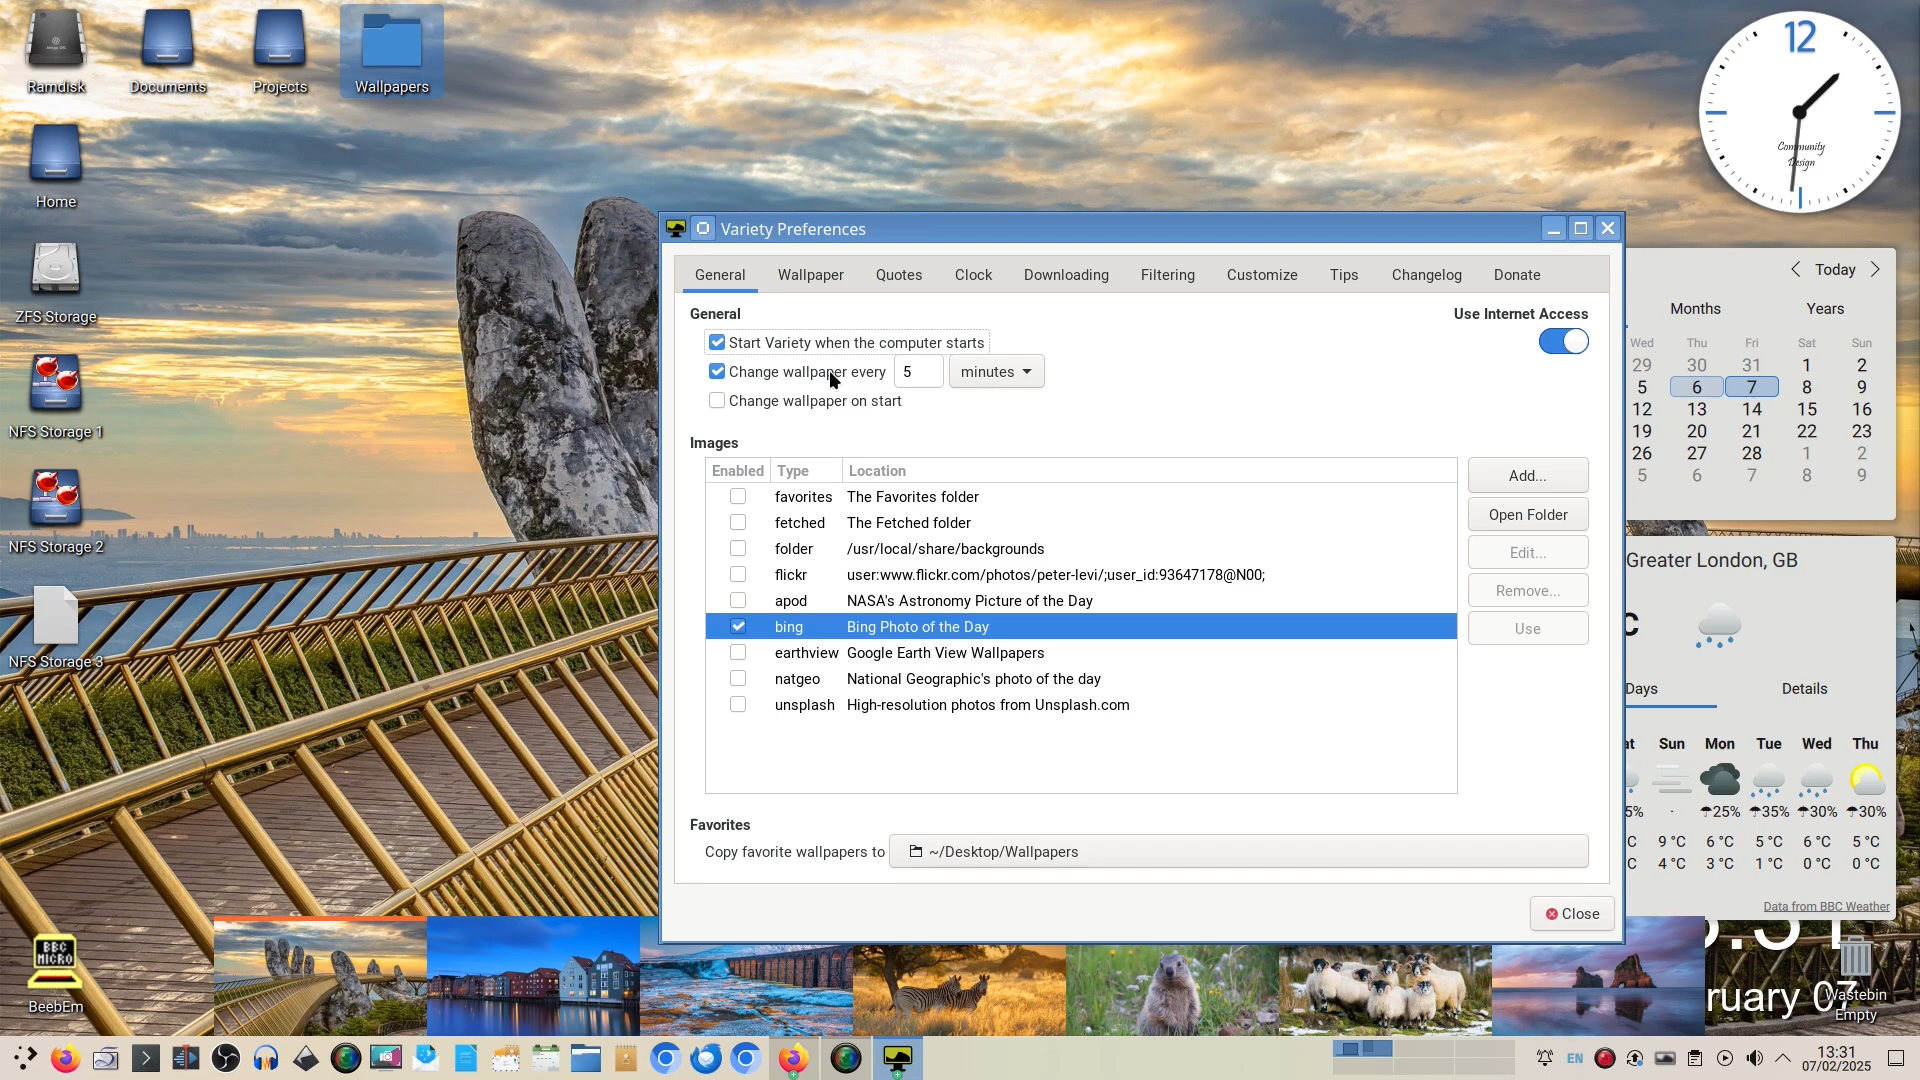 Ramdisk
Documents
Projects
Wallpapers
Home
ZFS Storage
NFS Storage 1
NFS Storage 2
NFS Storage 3
BBC
MICRO
BeebEm
12
Community
Design
Variety Preferences
General Wallpaper Quotes Clock Downloading Filtering Customize Tips Changelog Donate
General
Use Internet Access
Start Variety when the computer starts
Change wallpaper every 5 minutes
Change wallpaper on start
Images
Enabled Type Location
favorites The Favorites folder
fetched The Fetched folder
folder /usr/local/share/backgrounds
flickr user:www.flickr.com/photos/peter-levi/;user_id:93647178@N00;
apod NASA's Astronomy Picture of the Day
bing Bing Photo of the Day
earthview Google Earth View Wallpapers
natgeo National Geographic's photo of the day
unsplash High-resolution photos from Unsplash.com
Add...
Open Folder
Edit...
Remove...
Use
Favorites
Copy favorite wallpapers to ~/Desktop/Wallpapers
Close
Today
Months Years
Wed Thu Fri Sat Sun
29 30 31 1 2
5 6 7 8 9
12 13 14 15 16
19 20 21 22 23
26 27 28 1 2
5 6 7 8 9
Greater London, GB
Days Details
Sun Mon Tue Wed Thu
5% 25% 35% 30% 30%
C 9 °C 6 °C 5 °C 6 °C 5 °C
C 4 °C 3 °C 1 °C 0 °C 0 °C
Data from BBC Weather
ruary 07
Wastebin
Empty
EN
13:31
07/02/2025